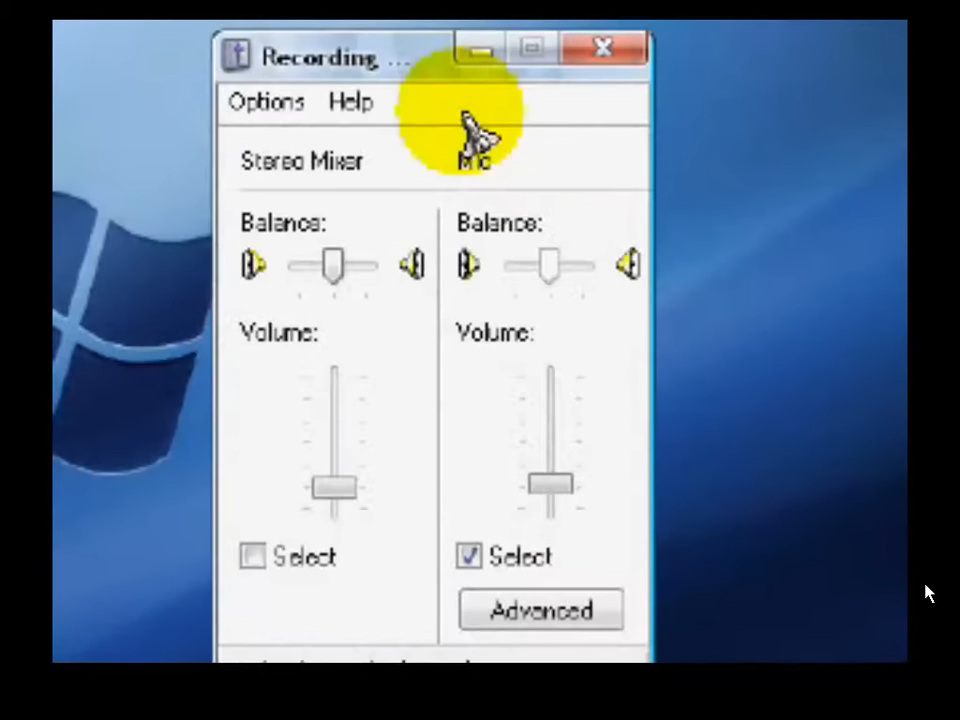 Recording ...
Options Help
Stereo Mixer Mic
Balance: Balance:
Volume: Volume:
Select Select
Advanced